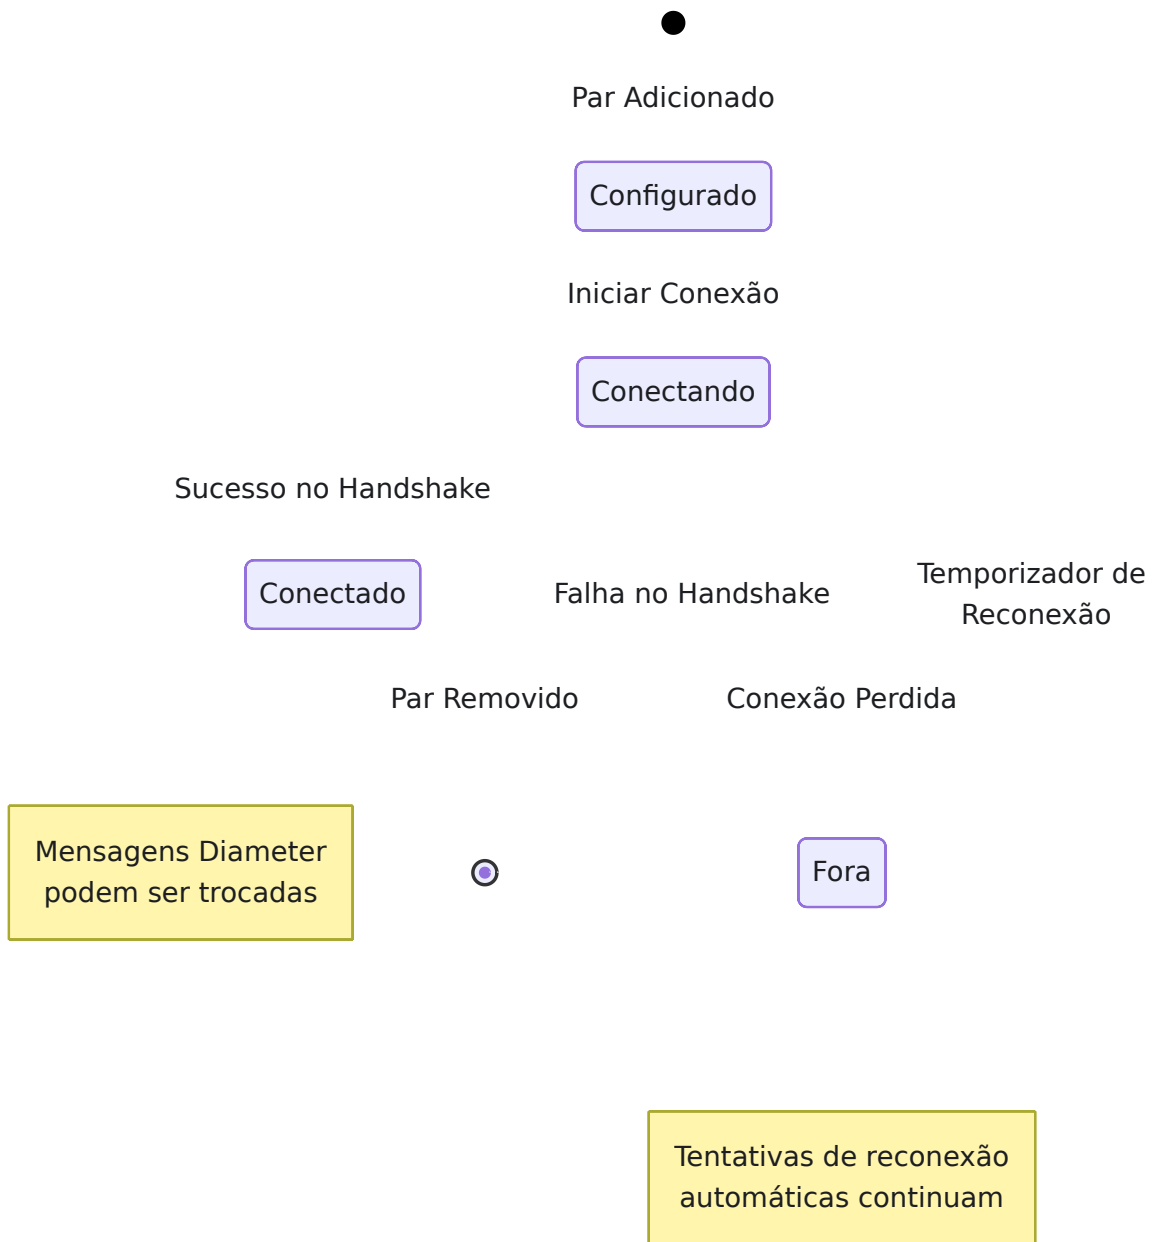 Par Adicionado
Configurado
Iniciar Conexão
Conectando
Sucesso no Handshake
Conectado
Falha no Handshake
Temporizador de
Reconexão
Par Removido
Conexão Perdida
Mensagens Diameter
podem ser trocadas
Fora
Tentativas de reconexão
automáticas continuam